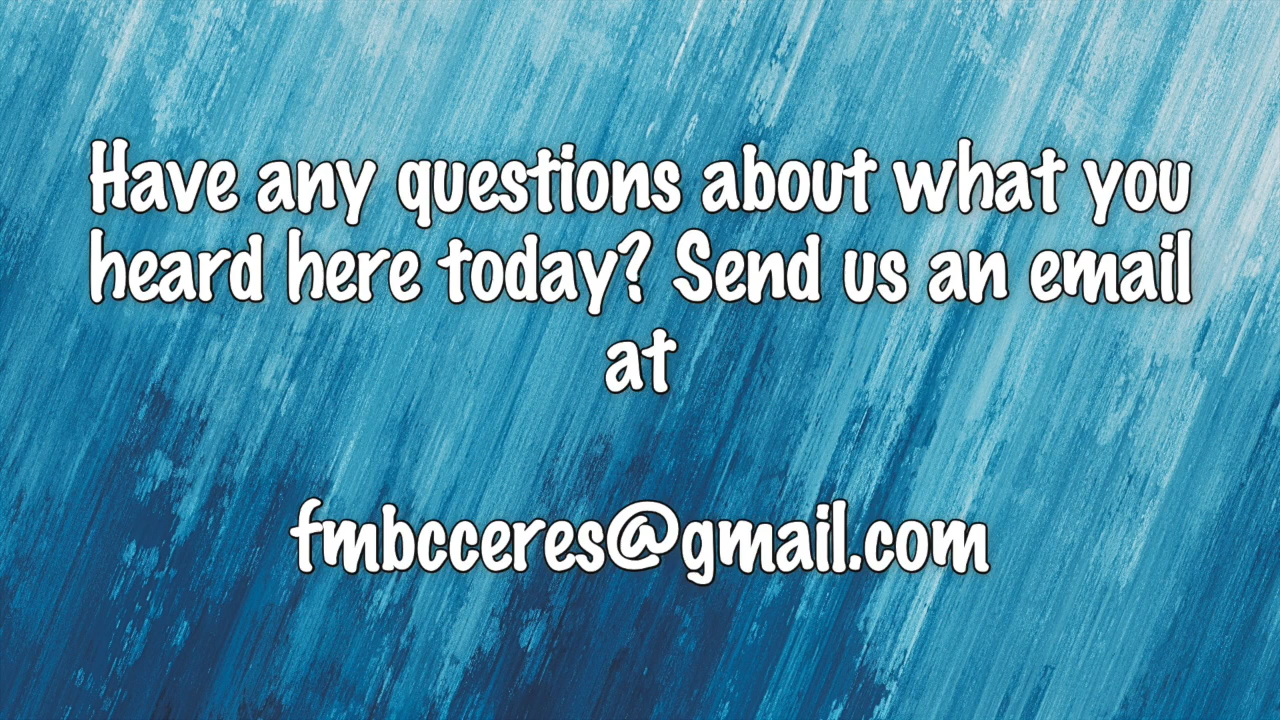 Have any questions about what you
heard here today? Send us an email
at
fmbcceres@gmail.com